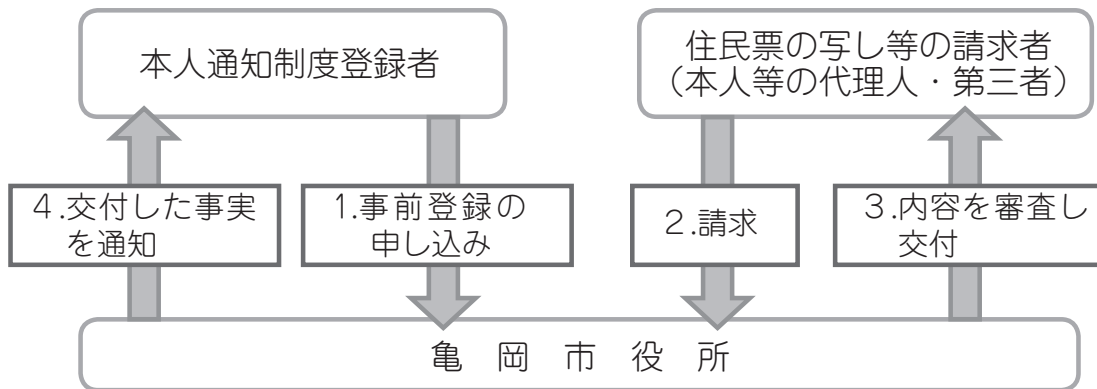 本人通知制度登録者
住民票の写し等の請求者
（本人等の代理人・第三者）
４.交付した事実
を通知
1.事前登録の
申し込み
２.請求
３.内容を審査し
交付
亀岡市役所